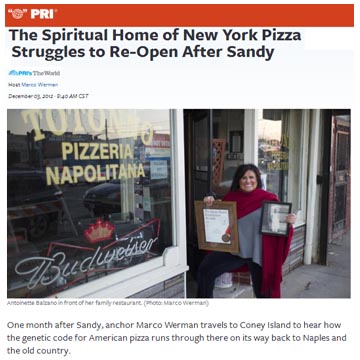 PRI
The Spiritual Home of New York Pizza
Struggles to Re-Open After Sandy
PRI's The World
Host Marco Werman
December 03, 2012 · 8:40 AM CST
TOTONNO
PIZZERIA
NAPOLITANA
Budweiser
Antoinette Balzano in front of her family restaurant. (Photo: Marco Werman)
One month after Sandy, anchor Marco Werman travels to Coney Island to hear how
the genetic code for American pizza runs through there on its way back to Naples and
the old country.